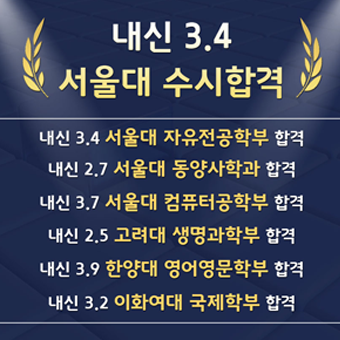 내신 3.4
서울대 수시합격
내신 3.4 서울대 자유전공학부 합격
내신 2.7 서울대 동양사학과 합격
내신 3.7 서울대 컴퓨터공학부 합격
내신 2.5 고려대 생명과학부 합격
내신 3.9 한양대 영어영문학부 합격
내신 3.2 이화여대 국제학부 합격